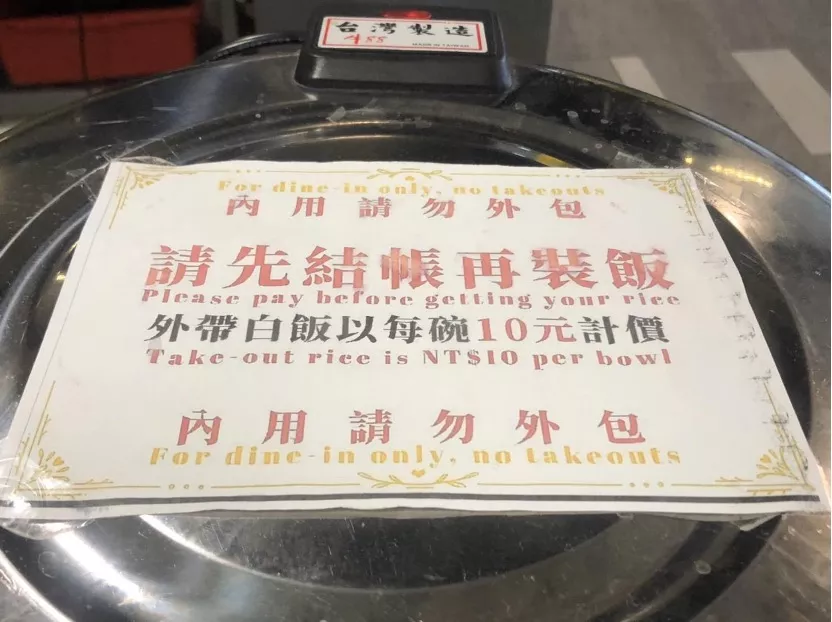 台灣製造
MADE IN TAIWAN
For dine-in only, no takeouts
內用請勿外包
請先結帳再裝飯
Please pay before getting your rice
外帶白飯以每碗10元計價
Take-out rice is NT$10 per bowl
內用請勿外包
For dine-in only, no takeouts